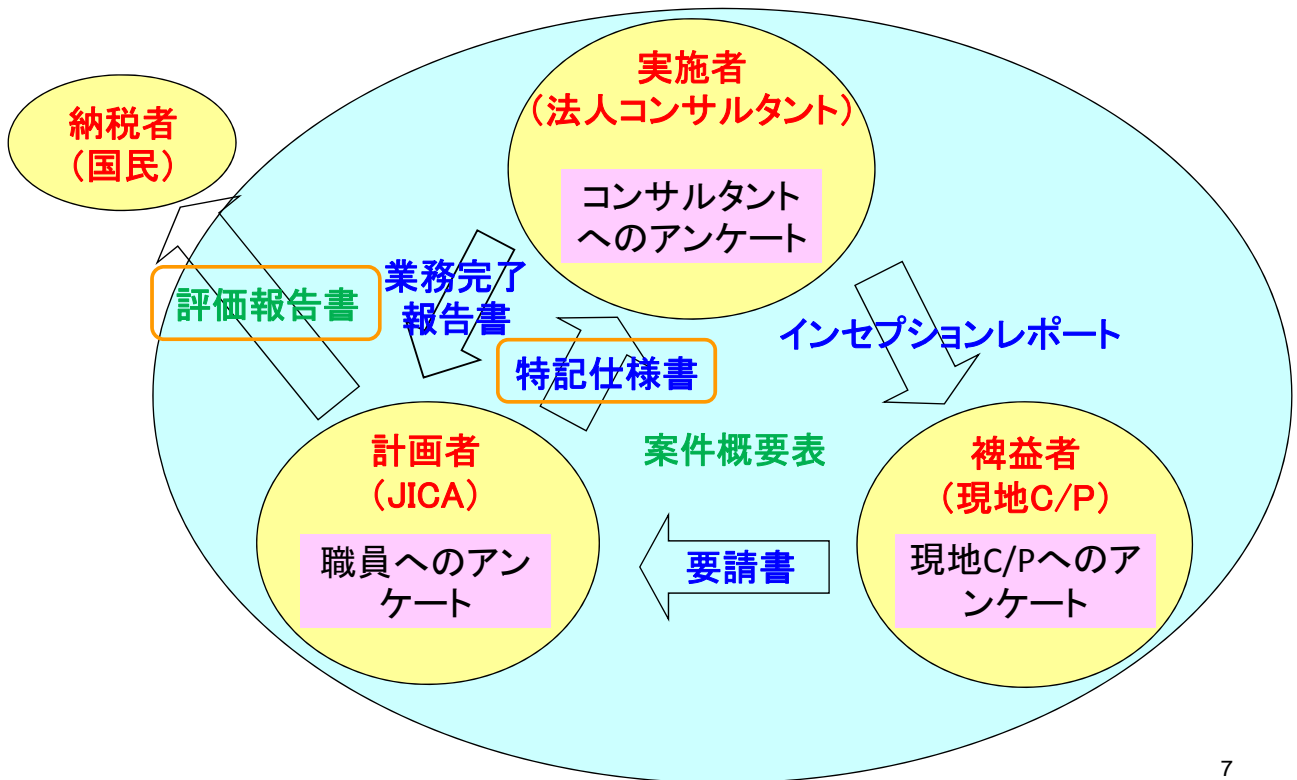 実施者
(法人コンサルタント)
コンサルタント
へのアンケート
納税者
(国民)
評価報告書
業務完了
報告書
特記仕様書
インセプションレポート
案件概要表
計画者
(JICA)
職員へのアン
ケート
要請書
裨益者
(現地C/P)
現地C/Pへのア
ンケート
7